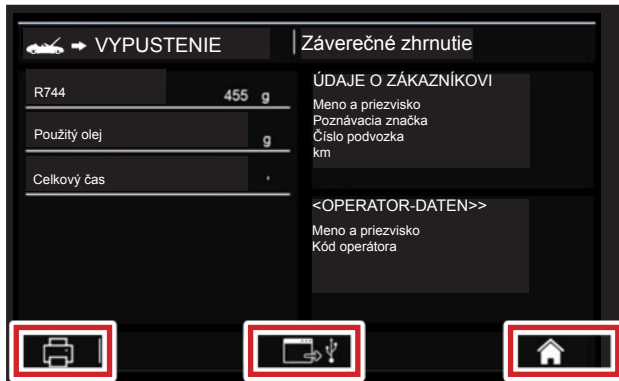 VYPUSTENIE
Záverečné zhrnutie
R744 455 g
Použitý olej g
Celkový čas '
ÚDAJE O ZÁKAZNÍKOVI
Meno a priezvisko
Poznávacia značka
Číslo podvozka
km
<OPERATOR-DATEN>>
Meno a priezvisko
Kód operátora